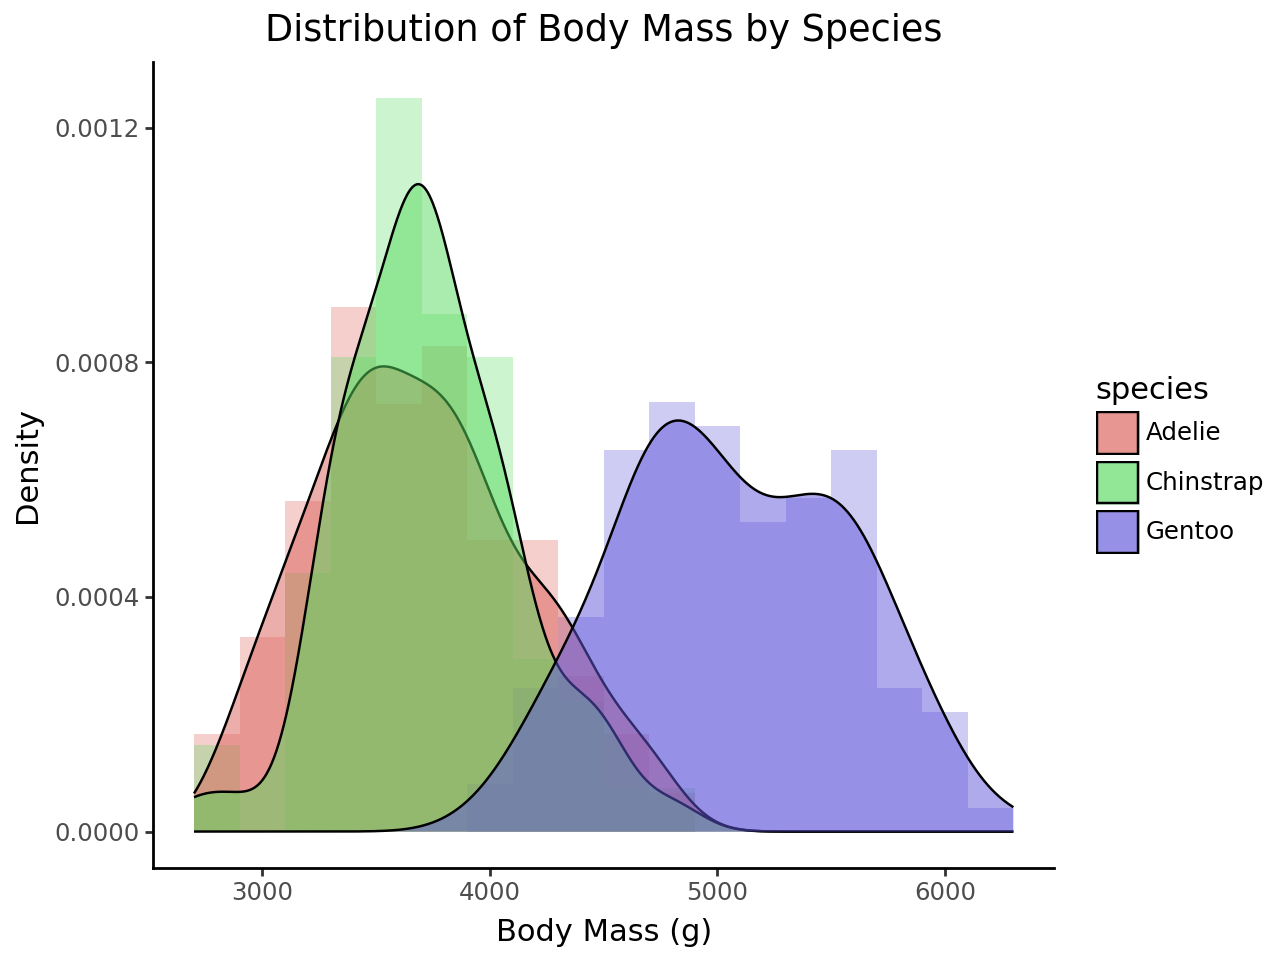 Distribution of Body Mass by Species
0.0012
0.0008
0.0004
0.0000
Density
3000 4000 5000 6000
Body Mass (g)
species
Adelie
Chinstrap
Gentoo